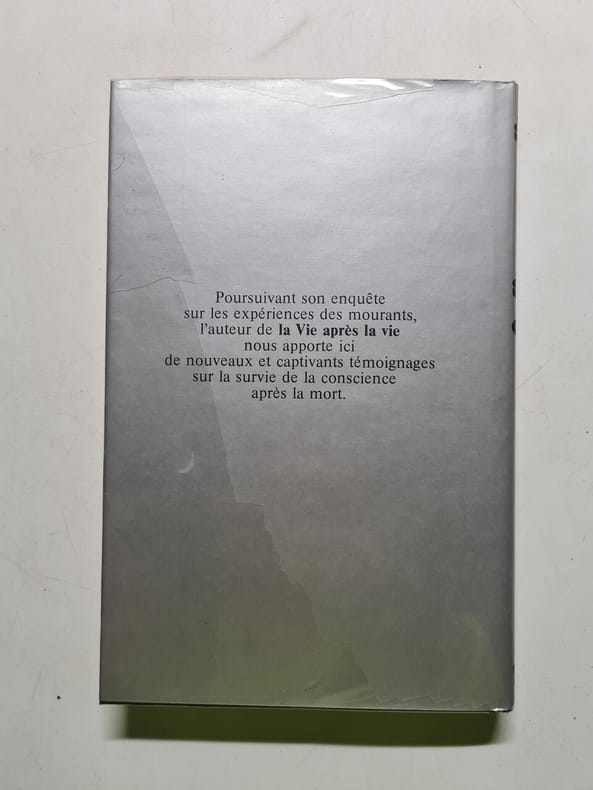 Poursuivant son enquête
sur les expériences des mourants,
l'auteur de la Vie après la vie
nous apporte ici
de nouveaux et captivants témoignages
sur la survie de la conscience
après la mort.